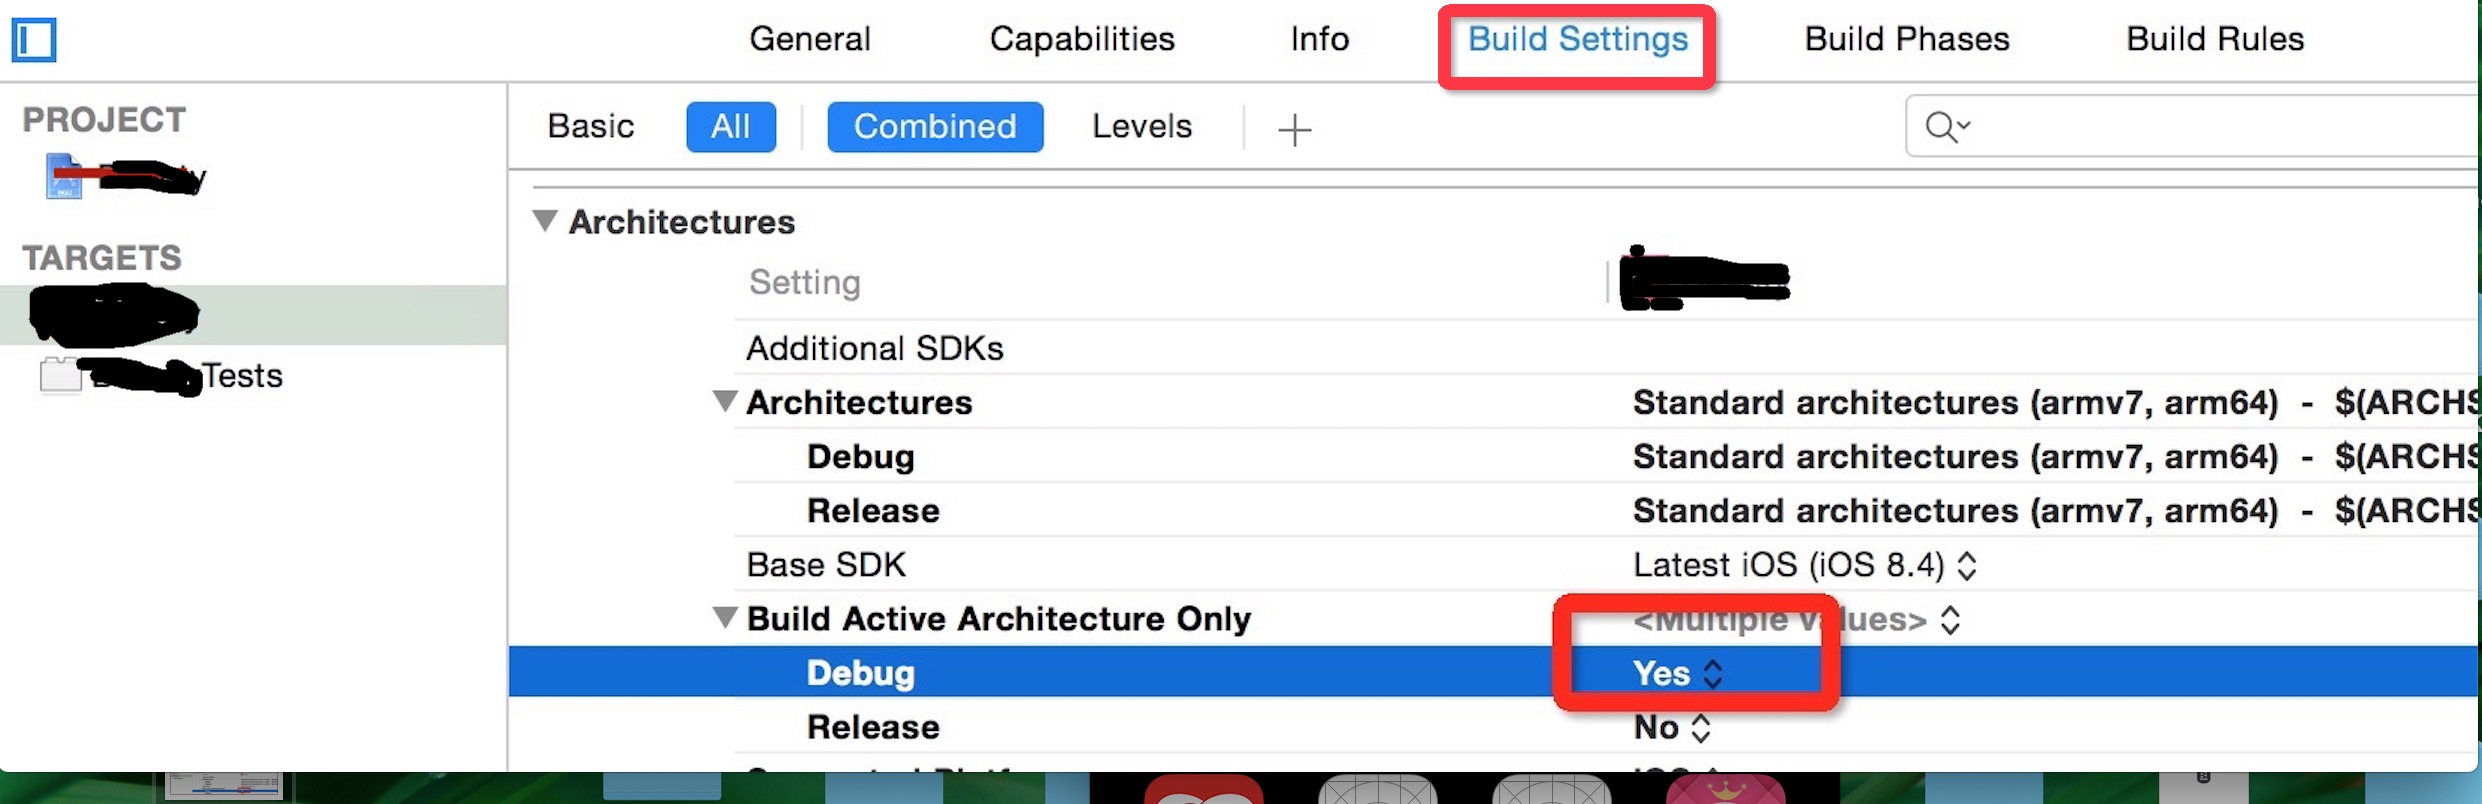 General Capabilities Info Build Settings Build Phases Build Rules
PROJECT
Basic All Combined Levels
TARGETS
Tests
Architectures
Setting
Additional SDKs
Architectures Standard architectures (armv7, arm64) - $(ARCHS
Debug Standard architectures (armv7, arm64) - $(ARCHS
Release Standard architectures (armv7, arm64) - $(ARCHS
Base SDK Latest iOS (iOS 8.4)
Build Active Architecture Only <Multiple Values>
Debug Yes
Release No